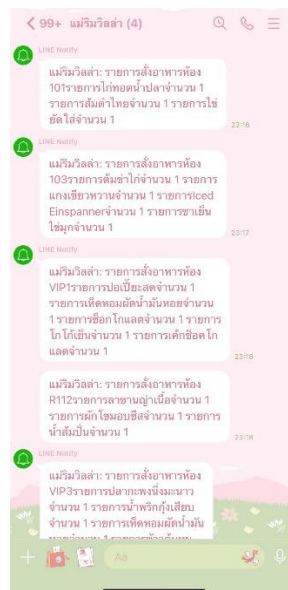 99+ แม่ริมวิลล่า (4)
LINE Notify
แม่ริมวิลล่า: รายการสั่งอาหารห้อง
101รายการไก่ทอดน้ำปลาจำนวน 1
รายการส้มตำไทยจำนวน 1 รายการไข่
ยัดไส้จำนวน 1
23:16
LINE Notify
แม่ริมวิลล่า: รายการสั่งอาหารห้อง
103รายการต้มข่าไก่จำนวน 1 รายการ
แกงเขียวหวานจำนวน 1 รายการIced
Einspannerจำนวน 1 รายการชาเย็น
ไข่มุกจำนวน 1
23:17
LINE Notify
แม่ริมวิลล่า: รายการสั่งอาหารห้อง
VIP1รายการปอเปี๊ยะสดจำนวน 1
รายการเห็ดหอมผัดน้ำมันหอยจำนวน
1 รายการช็อกโกแลตจำนวน 1 รายการ
โกโก้เย็นจำนวน 1 รายการเค้กช็อคโก
แลตจำนวน 1
23:18
แม่ริมวิลล่า: รายการสั่งอาหารห้อง
R112รายการลาซานญ่าเนื้อจำนวน 1
รายการผักโขมอบชีสจำนวน 1 รายการ
น้ำส้มปั่นจำนวน 1
23:18
LINE Notify
แม่ริมวิลล่า: รายการสั่งอาหารห้อง
VIP3รายการปลากะพงนึ่งมะนาว
จำนวน 1 รายการน้ำพริกกุ้งเสียบ
จำนวน 1 รายการเห็ดหอมผัดน้ำมัน
Aa